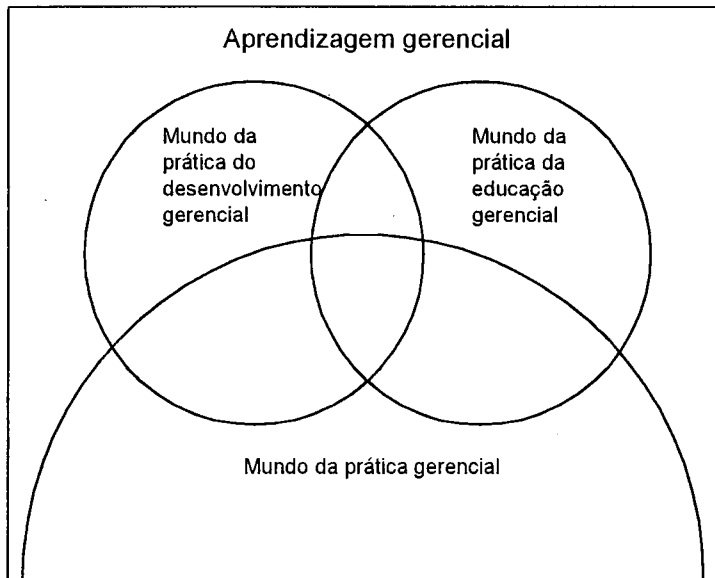 Aprendizagem gerencial
Mundo da
prática do
desenvolvimento
gerencial
Mundo da
prática da
educação
gerencial
Mundo da prática gerencial